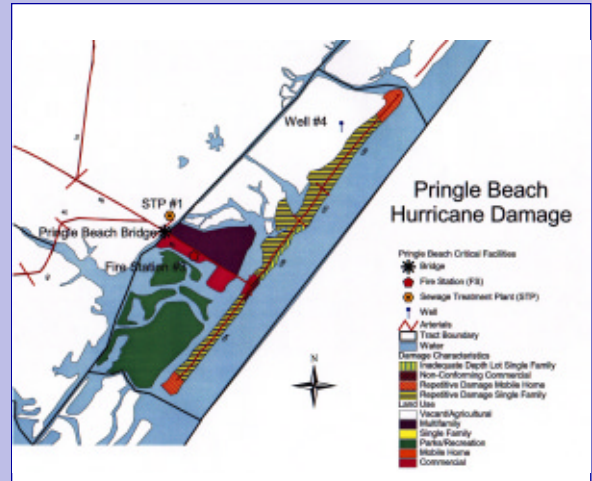 Well #4
STP #1
Pringle Beach Bridge
Fire Station #3
N
Pringle Beach
Hurricane Damage
Pringle Beach Critical Facilities
Bridge
Fire Station (FS)
Sewage Treatment Plant (STP)
Well
Arterials
Tract Boundary
Water
Damage Characteristics
Inadequate Depth Lot Single Family
Non-Conforming Commercial
Repetitive Damage Mobile Home
Repetitive Damage Single Family
Land Use
Vacant/Agricultural
Multifamily
Single Family
Parks/Recreation
Mobile Home
Commercial